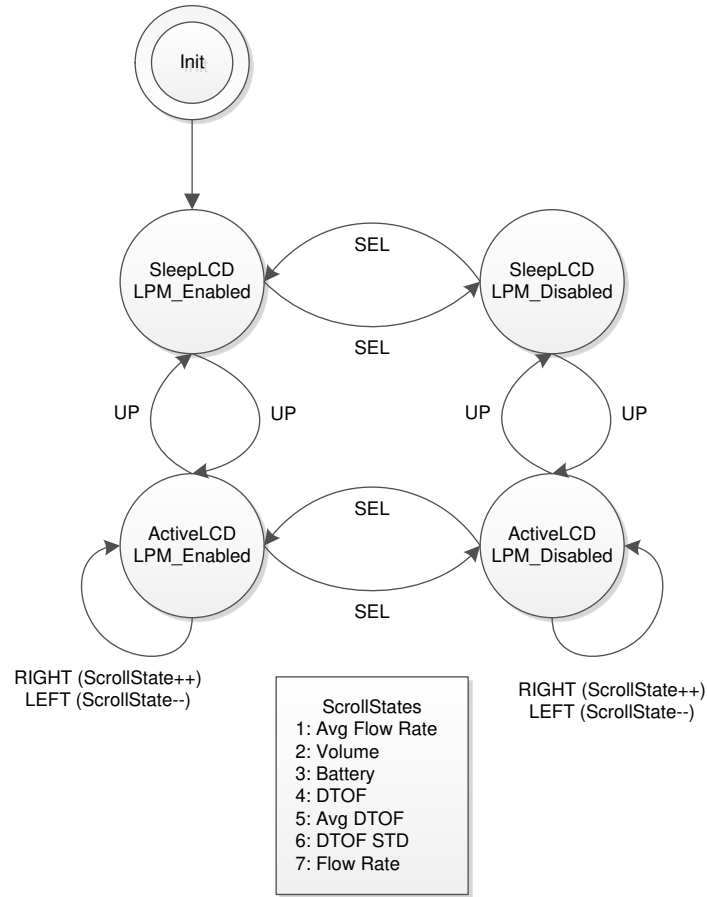 Init
SleepLCD
LPM_Enabled
SEL
SEL
SleepLCD
LPM_Disabled
UP
UP
UP
UP
ActiveLCD
LPM_Enabled
SEL
SEL
ActiveLCD
LPM_Disabled
RIGHT (ScrollState++)
LEFT (ScrollState--)
RIGHT (ScrollState++)
LEFT (ScrollState--)
ScrollStates
1: Avg Flow Rate
2: Volume
3: Battery
4: DTOF
5: Avg DTOF
6: DTOF STD
7: Flow Rate